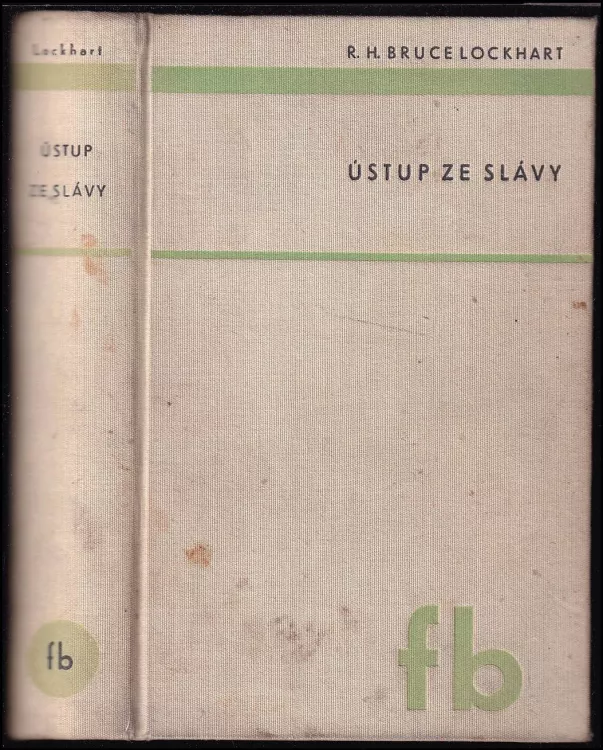 Lockhart
ÚSTUP
ZE SLÁVY
fb
R. H. BRUCE LOCKHART
ÚSTUP ZE SLÁVY
fb